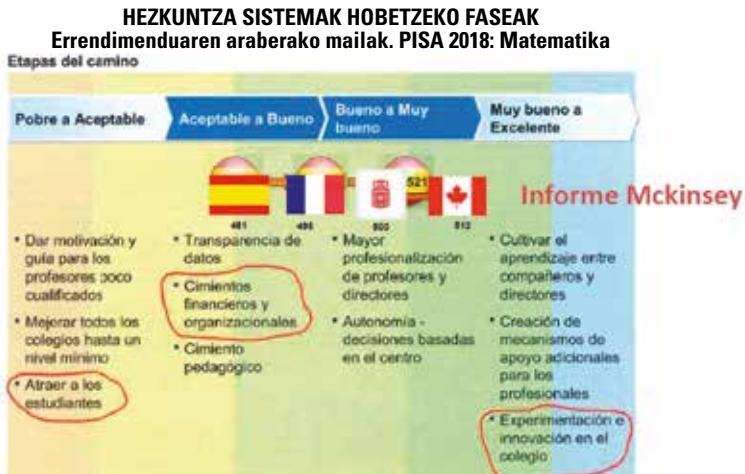 HEZKUNTZA SISTEMAK HOBETZEKO FASEAK
Errendimenduaren araberako mailak. PISA 2018: Matematika
Etapas del camino
Pobre a Aceptable
Aceptable a Bueno
Bueno a Muy
bueno
Muy bueno a
Excelente
521
Informe Mckinsey
481
495
512
• Dar motivación y
guía para los
profesores poco
cualificados
• Mejorar todos los
colegios hasta un
nivel mínimo
• Atraer a los
estudiantes
• Transparencia de
datos
• Cimientos
financieros y
organizacionales
• Cimiento
pedagógico
• Mayor
profesionalización
de profesores y
directores
• Autonomía -
decisiones basadas
en el centro
• Cultivar el
aprendizaje entre
compañeros y
directores
• Creación de
mecanismos de
apoyo adicionales
para los
profesionales
• Experimentación e
innovación en el
colegio